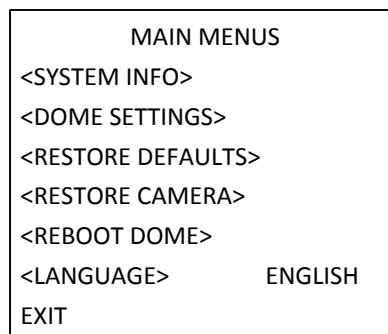 MAIN MENUS
<SYSTEM INFO>
<DOME SETTINGS>
<RESTORE DEFAULTS>
<RESTORE CAMERA>
<REBOOT DOME>
<LANGUAGE> ENGLISH
EXIT